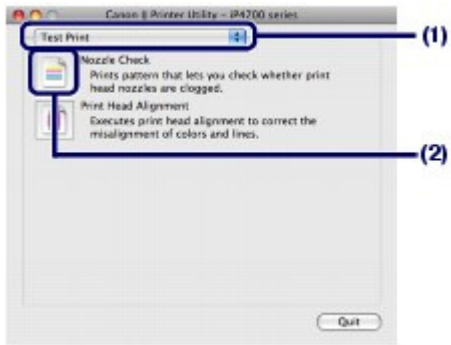 Canon IJ Printer Utility – iP4700 series
Test Print
(1)
Nozzle Check
Prints pattern that lets you check whether print
head nozzles are clogged.
Print Head Alignment
Executes print head alignment to correct the
misalignment of colors and lines.
(2)
Quit